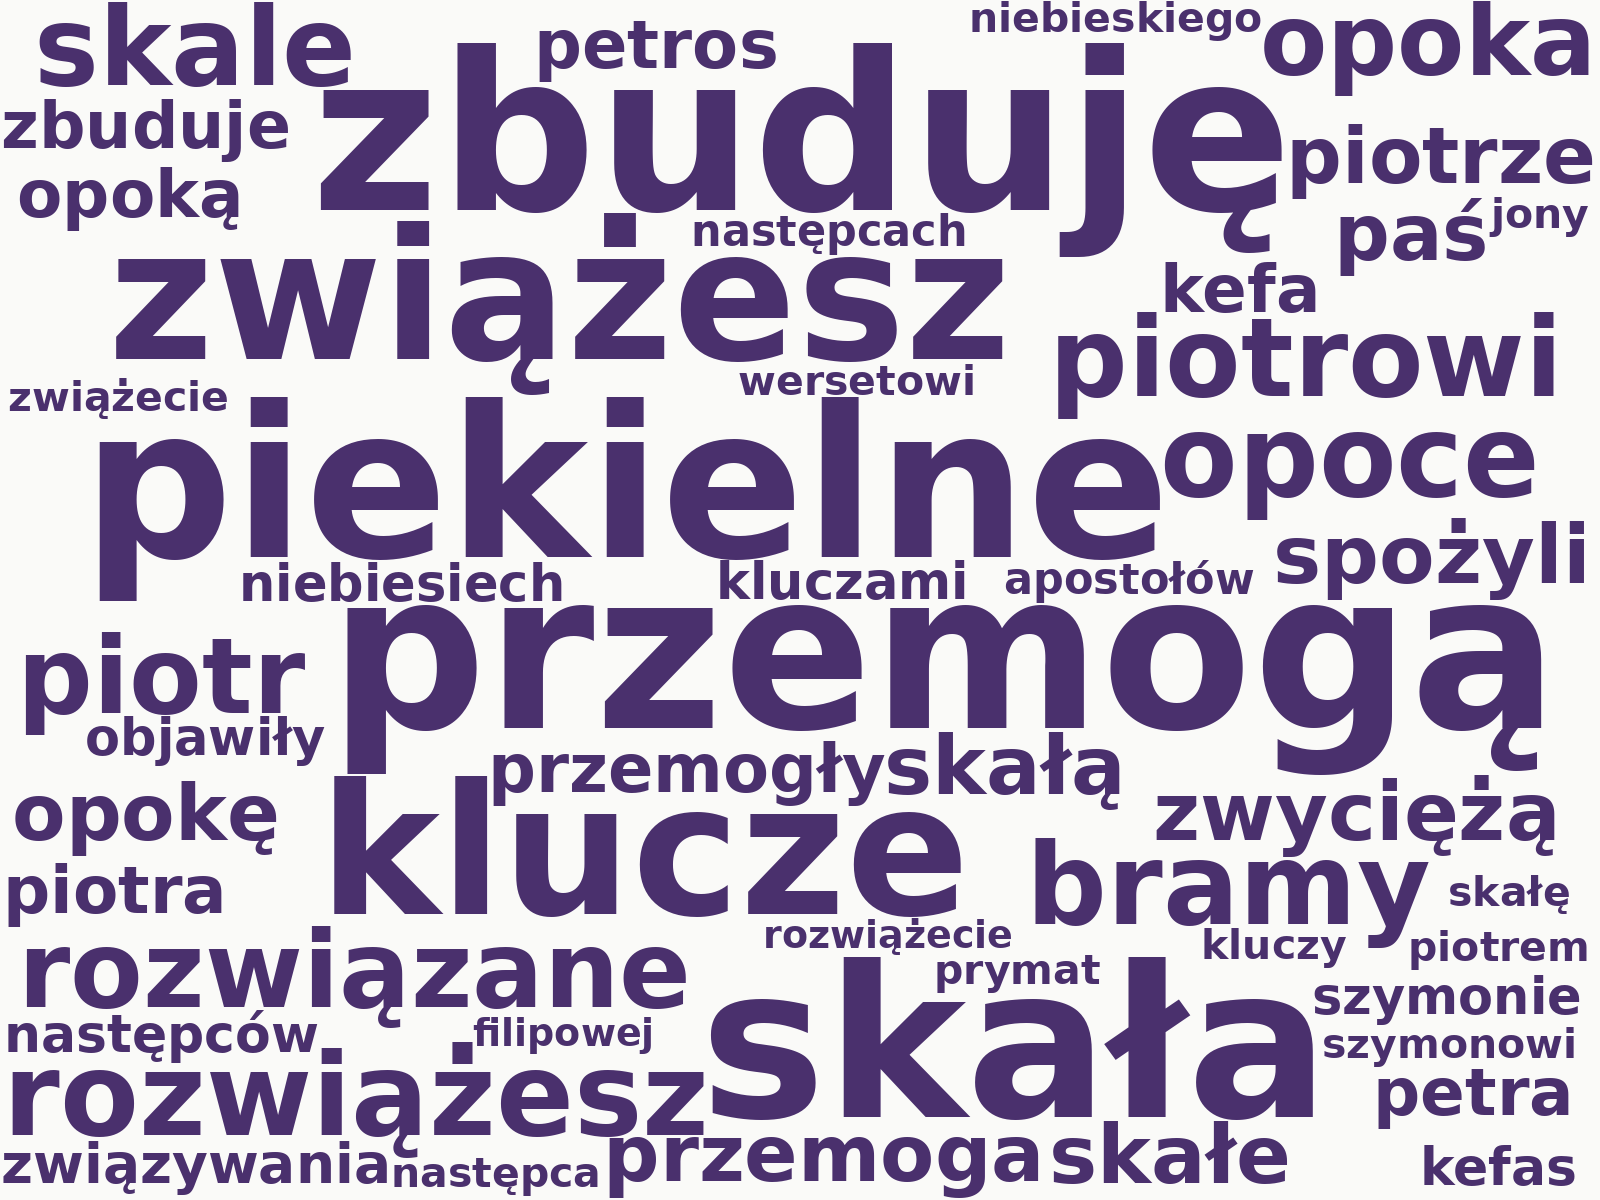 skale
petros
niebieskiego
opoka
zbuduje
zbuduję
piotrze
opoką
następcach
paś
jony
zwiążesz
kefa
piotrowi
zwiążecie
wersetowi
piekielne
opoce
spożyli
niebiesiech
kluczami
apostołów
piotr
przemogą
objawiły
przemogły
skałą
opokę
klucze
zwyciężą
piotra
bramy
skałę
rozwiązane
rozwiążecie
kluczy
piotrem
prymat
skała
szymonie
następców
filipowej
szymonowi
rozwiążesz
petra
związywania
następca
przemoga
skałe
kefas